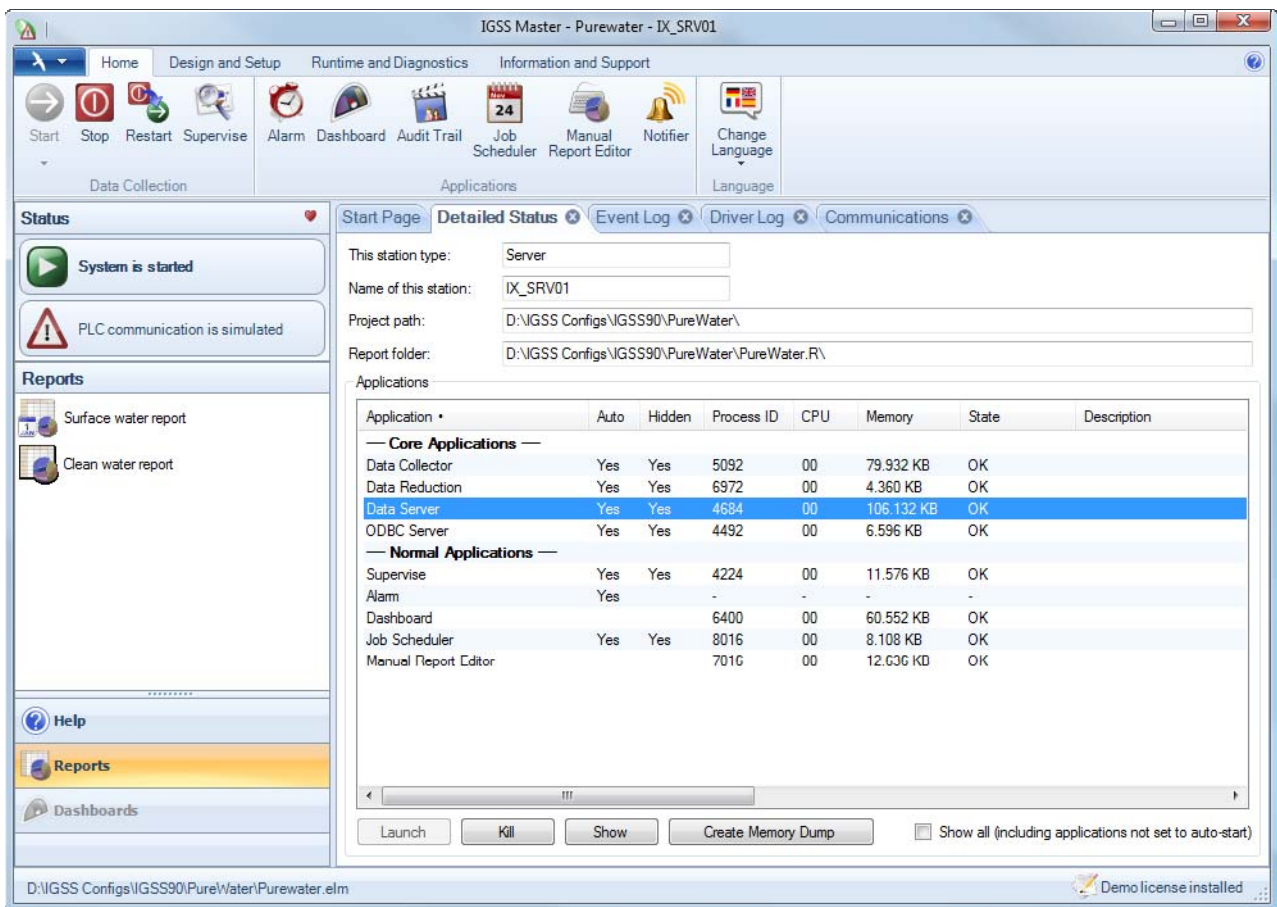 IGSS Master - Purewater - IX_SRV01
Home Design and Setup Runtime and Diagnostics Information and Support
Start Stop Restart Supervise Alarm Dashboard Audit Trail Job Scheduler Manual Report Editor Notifier Change Language
Nov 24
31
Data Collection Applications Language
Status
System is started
PLC communication is simulated
Reports
1 JAN
Surface water report
Clean water report
Help
Reports
Dashboards
Start Page Detailed Status Event Log Driver Log Communications
This station type: Server
Name of this station: IX_SRV01
Project path: D:\IGSS Configs\IGSS90\PureWater\
Report folder: D:\IGSS Configs\IGSS90\PureWater\PureWater.R\
Applications
Application Auto Hidden Process ID CPU Memory State Description
— Core Applications —
Data Collector Yes Yes 5092 00 79.932 KB OK
Data Reduction Yes Yes 6972 00 4.360 KB OK
Data Server Yes Yes 4684 00 106.132 KB OK
ODBC Server Yes Yes 4492 00 6.596 KB OK
— Normal Applications —
Supervise Yes Yes 4224 00 11.576 KB OK
Alarm Yes - - - -
Dashboard 6400 00 60.552 KB OK
Job Scheduler Yes Yes 8016 00 8.108 KB OK
Manual Report Editor 7016 00 12.636 KB OK
Launch Kill Show Create Memory Dump Show all (including applications not set to auto-start)
D:\IGSS Configs\IGSS90\PureWater\Purewater.elm Demo license installed